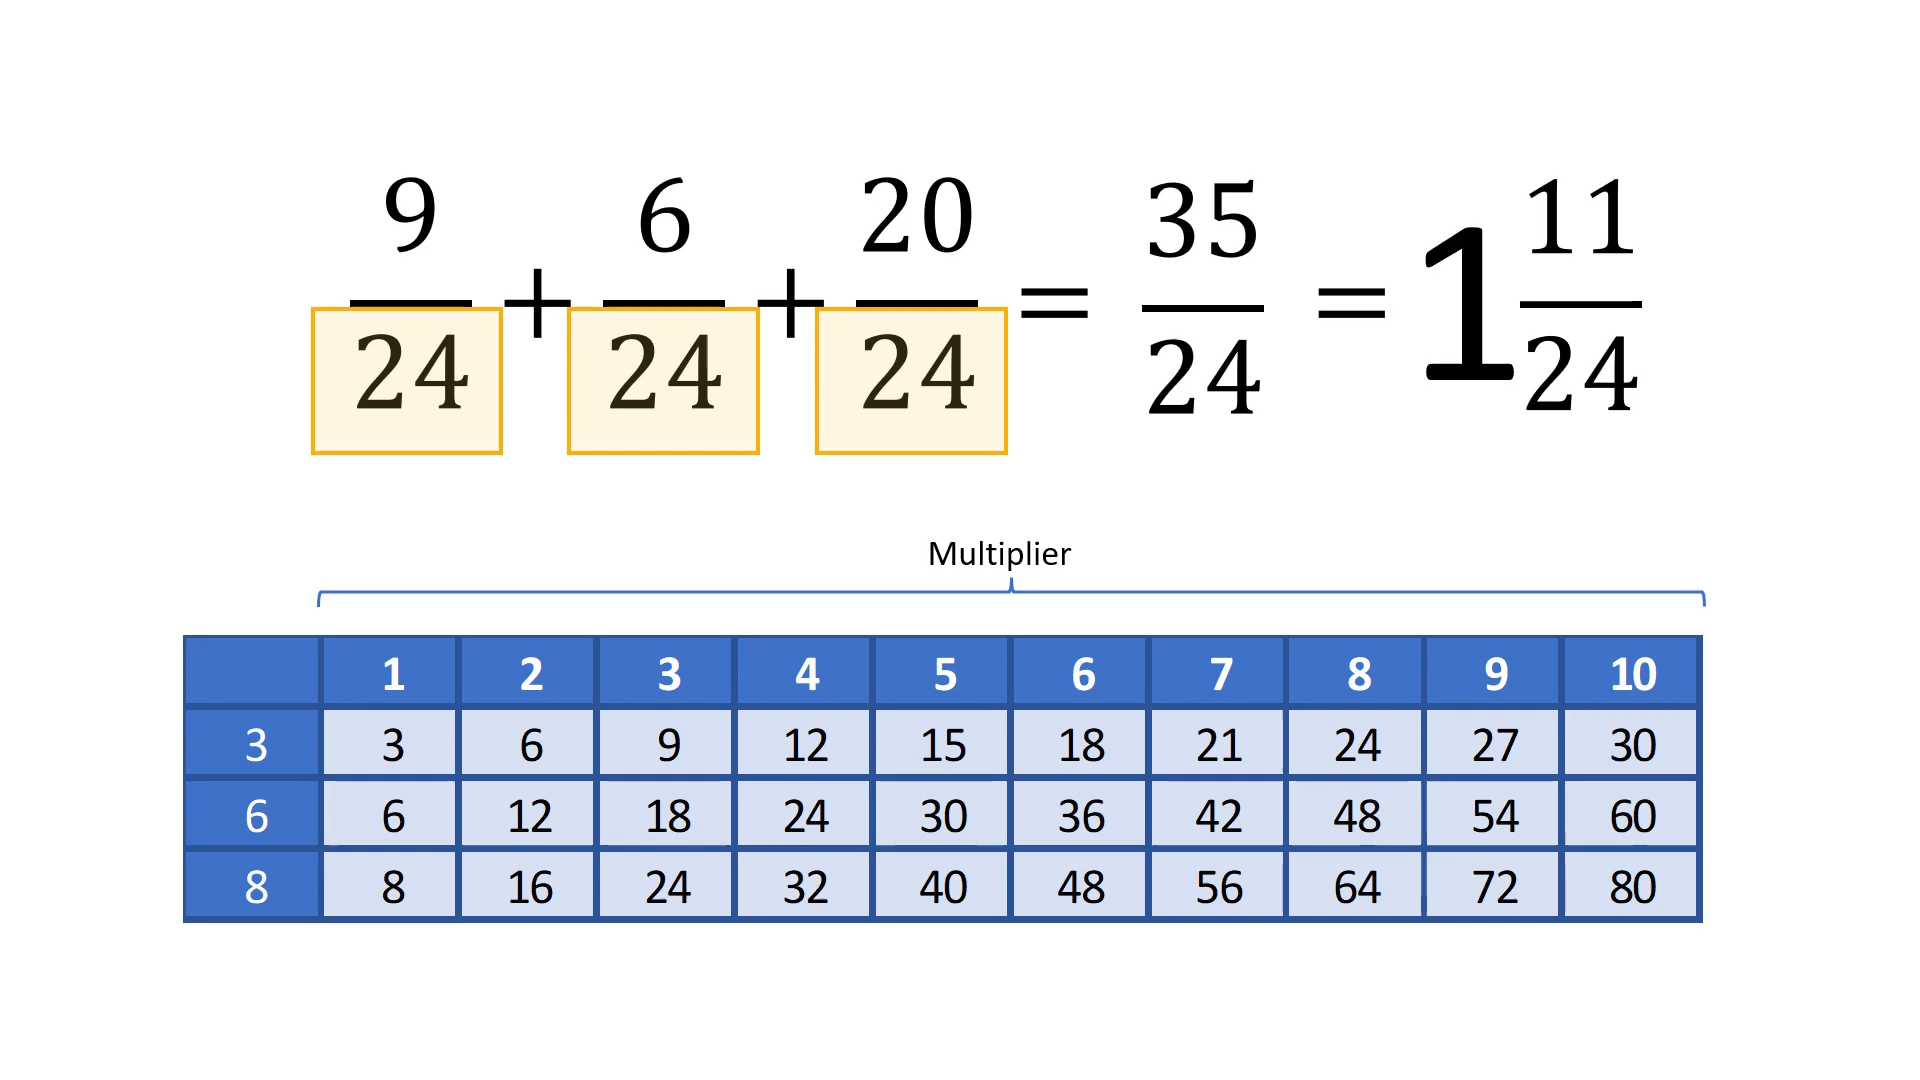 9/24 + 6/24 + 20/24 = 35/24 = 1 11/24
Multiplier
1 2 3 4 5 6 7 8 9 10
3 3 6 9 12 15 18 21 24 27 30
6 6 12 18 24 30 36 42 48 54 60
8 8 16 24 32 40 48 56 64 72 80